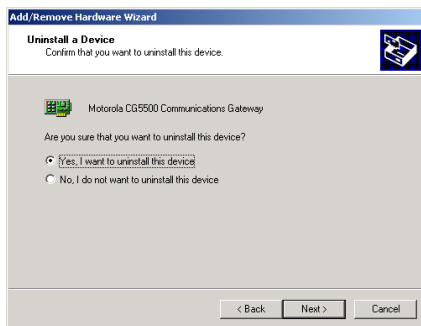 Add/Remove Hardware Wizard
Uninstall a Device
Confirm that you want to uninstall this device.
Motorola CG5500 Communications Gateway
Are you sure that you want to uninstall this device?
Yes, I want to uninstall this device
No, I do not want to uninstall this device
< Back Next > Cancel